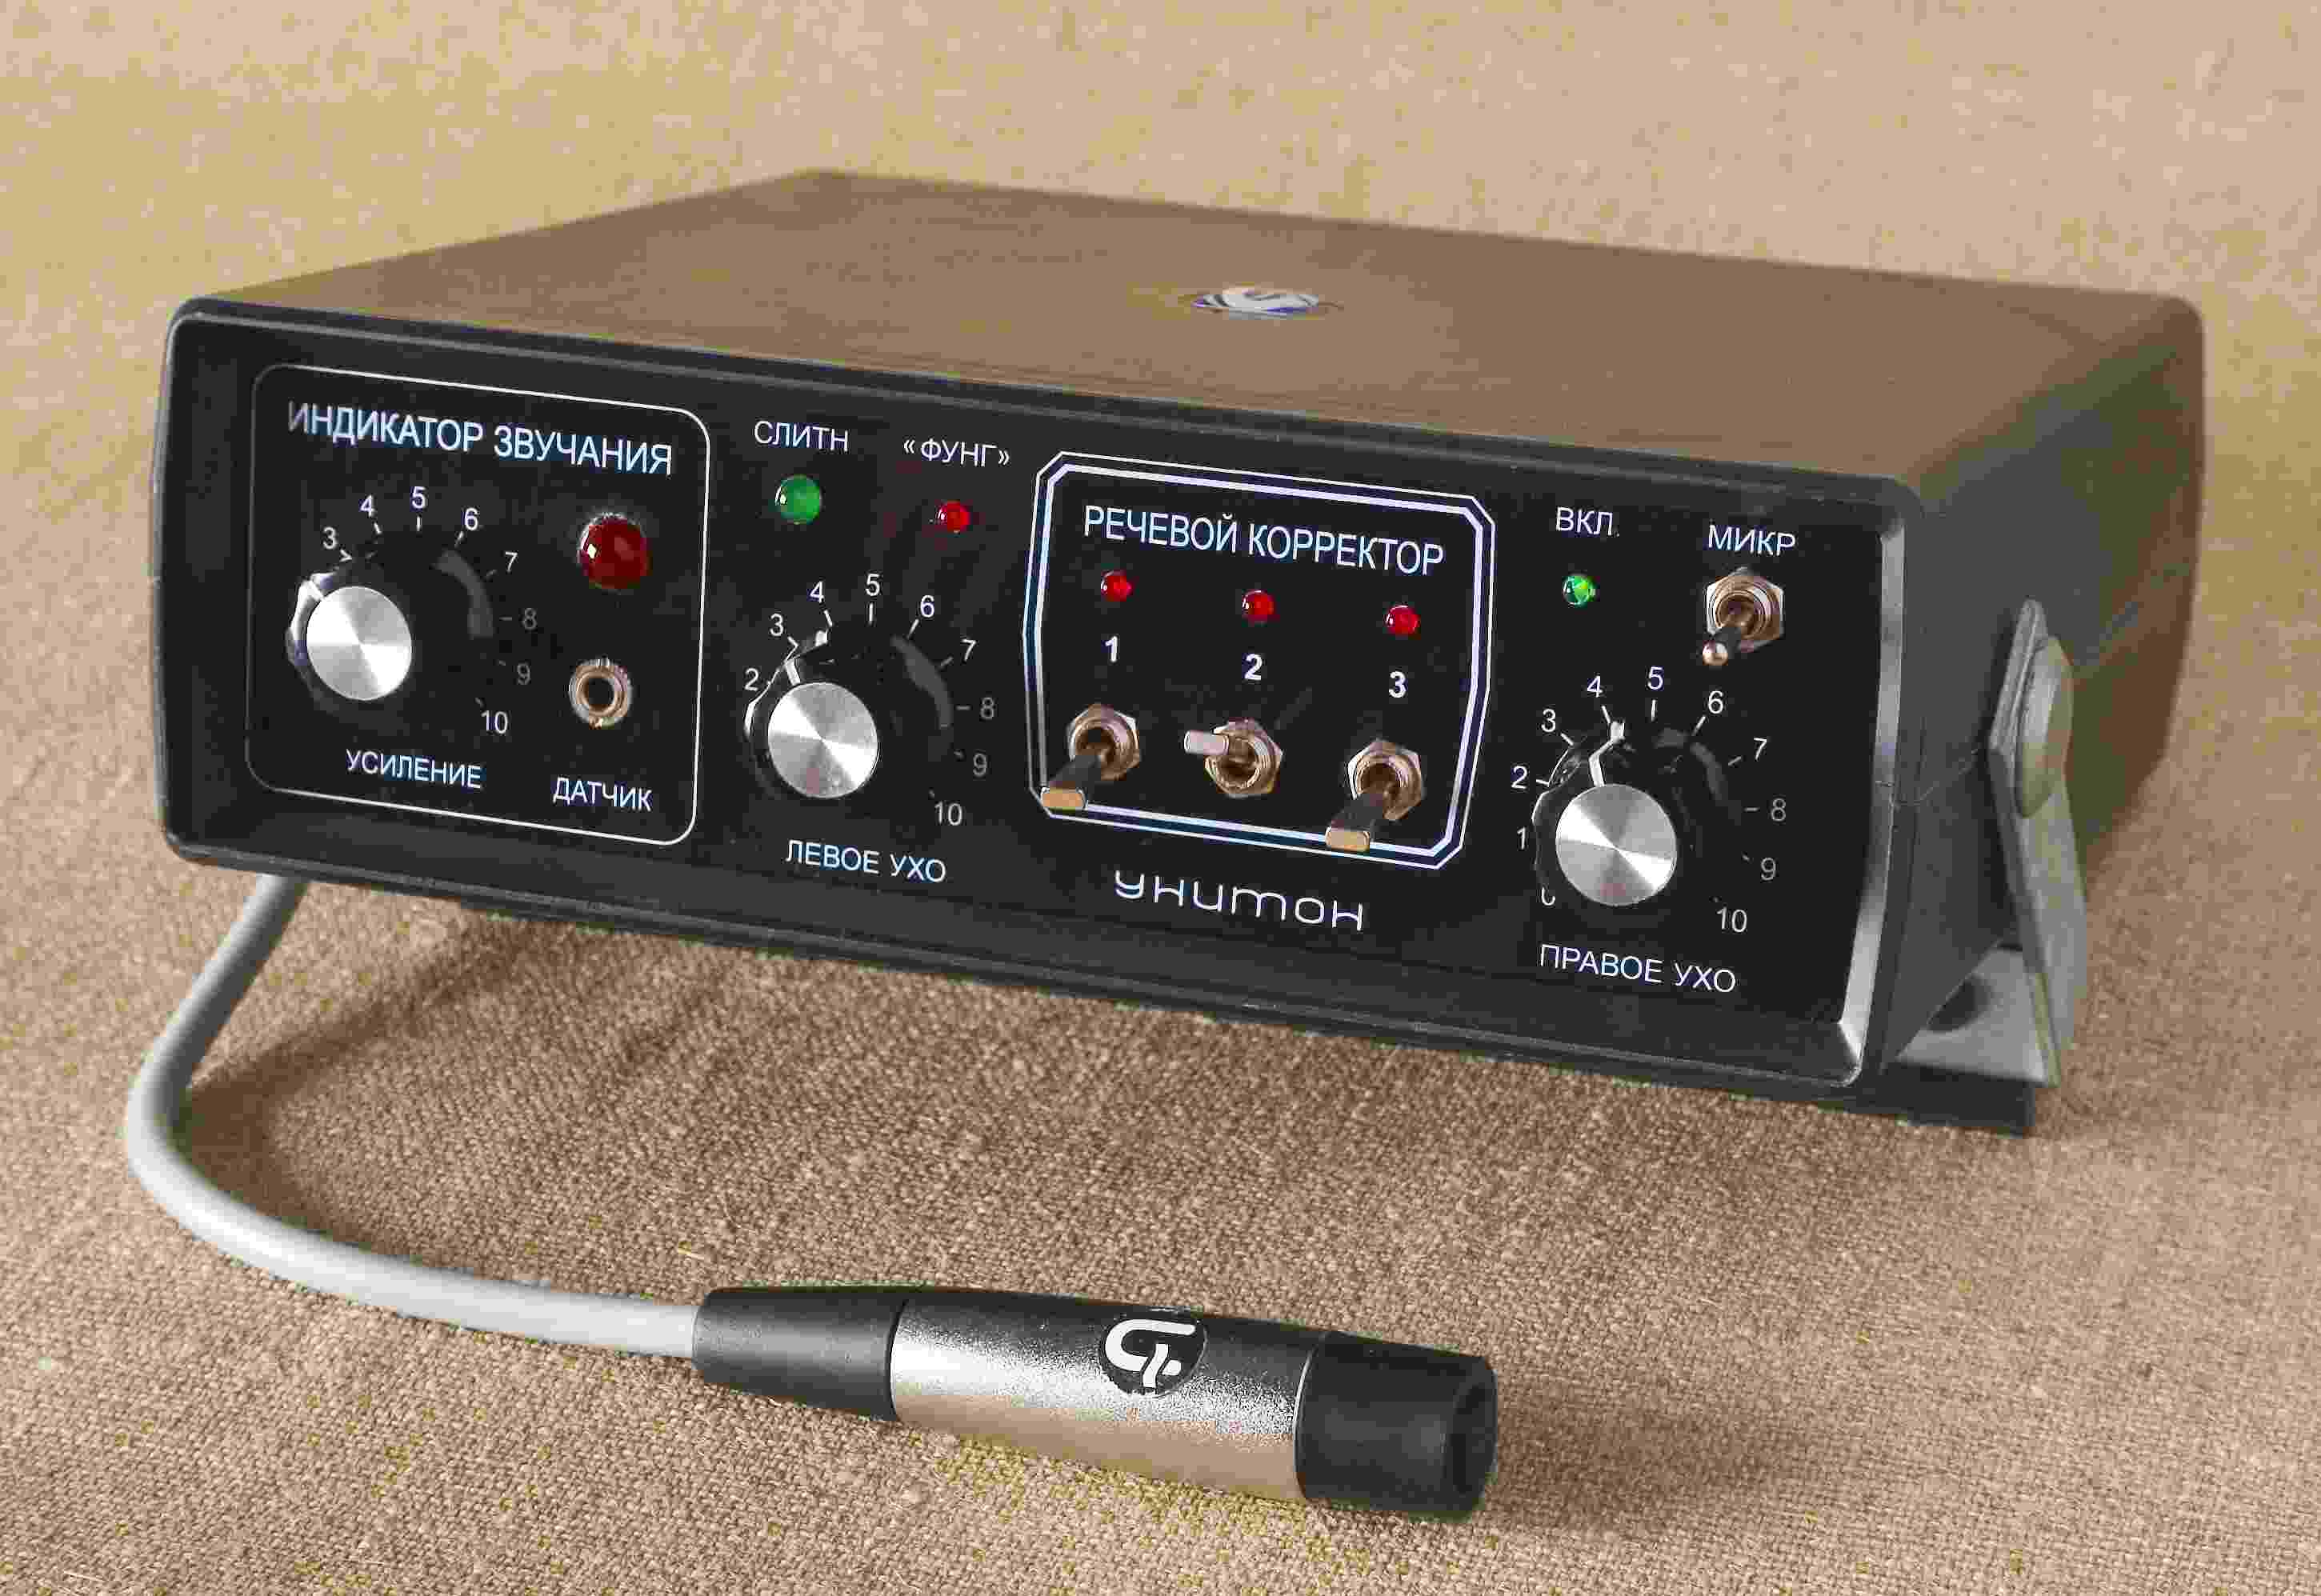 ИНДИКАТОР ЗВУЧАНИЯ
3 4 5 6 7 8 9 10
УСИЛЕНИЕ
ДАТЧИК
СЛИТН
«ФУНГ»
2 3 4 5 6 7 8 9 10
ЛЕВОЕ УХО
РЕЧЕВОЙ КОРРЕКТОР
1 2 3
унитон
ВКЛ.
МИКР
0 1 2 3 4 5 6 7 8 9 10
ПРАВОЕ УХО